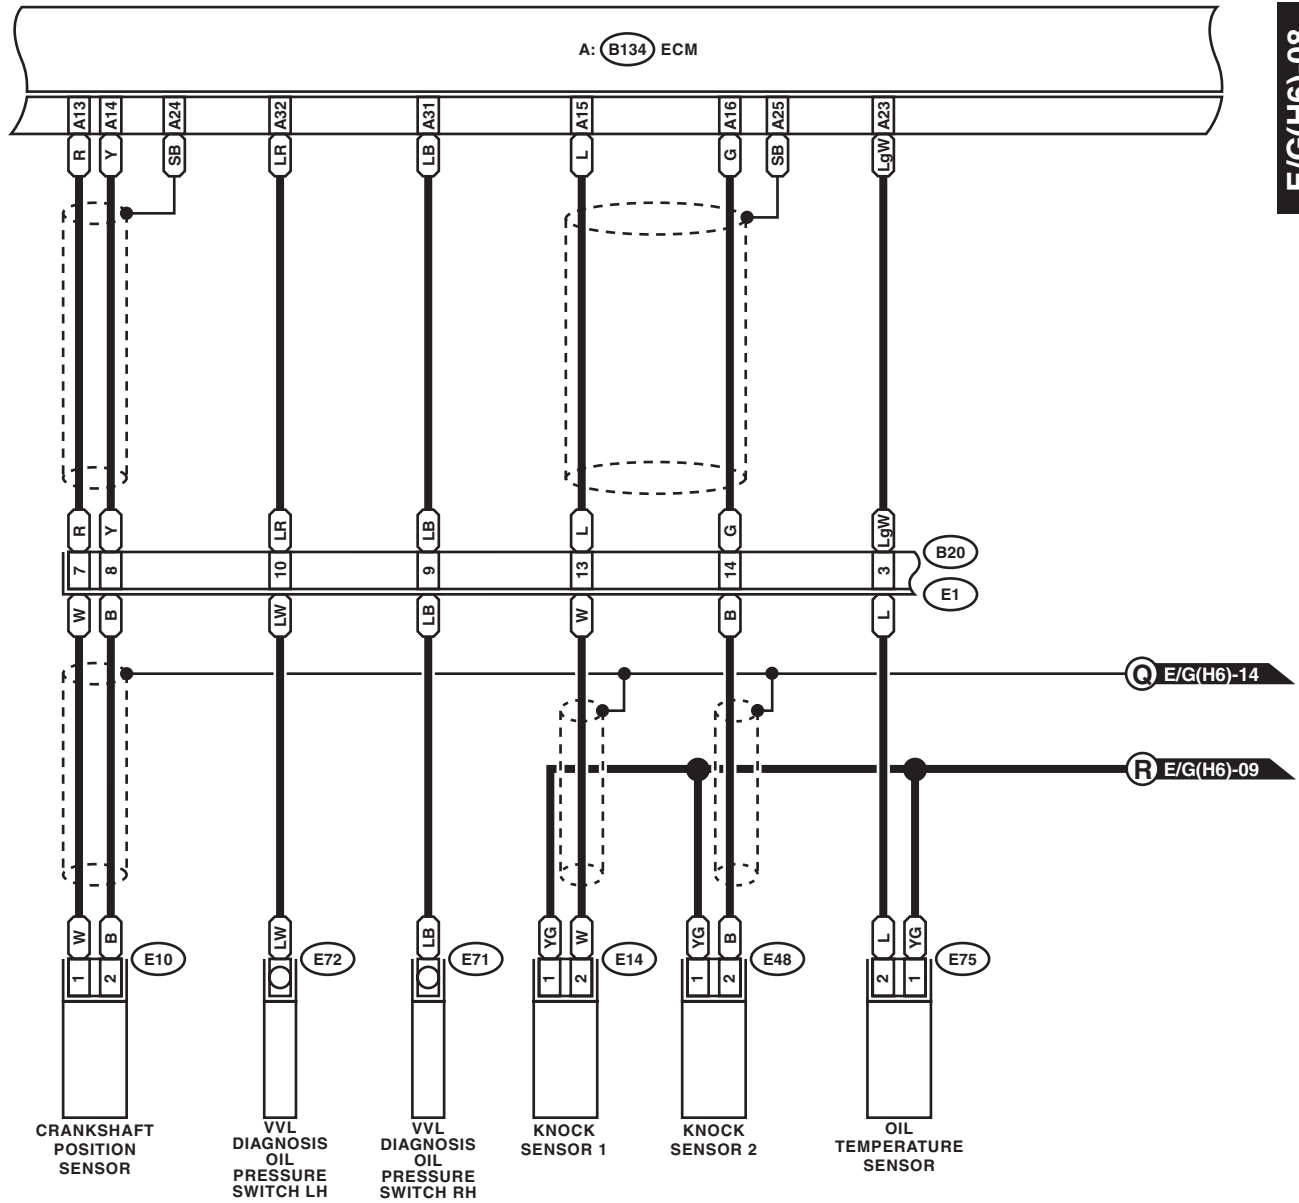 A: B134 ECM
E/G(H6)-08
A13 A14 A24 A32 A31 A15 A16 A25 A23
R Y SB LR LB L G SB LgW
R Y LR LB L G LgW
B20
7 8 10 9 13 14 3
E1
W B LW LB W B L
Q E/G(H6)-14
R E/G(H6)-09
W B LW LB YG W YG B L YG
E10 E72 E71 E14 E48 E75
1 2 1 2 1 2 2 1
CRANKSHAFT
POSITION
SENSOR
VVL
DIAGNOSIS
OIL
PRESSURE
SWITCH LH
VVL
DIAGNOSIS
OIL
PRESSURE
SWITCH RH
KNOCK
SENSOR 1
KNOCK
SENSOR 2
OIL
TEMPERATURE
SENSOR